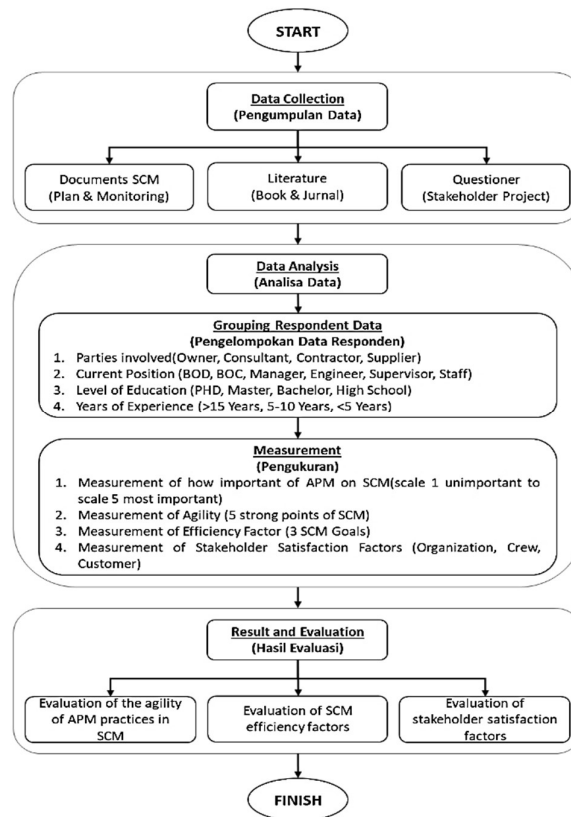 START
Data Collection
(Pengumpulan Data)
Documents SCM
(Plan & Monitoring)
Literature
(Book & Jurnal)
Questioner
(Stakeholder Project)
Data Analysis
(Analisa Data)
Grouping Respondent Data
(Pengelompokan Data Responden)
1. Parties involved(Owner, Consultant, Contractor, Supplier)
2. Current Position (BOD, BOC, Manager, Engineer, Supervisor, Staff)
3. Level of Education (PHD, Master, Bachelor, High School)
4. Years of Experience (>15 Years, 5-10 Years, <5 Years)
Measurement
(Pengukuran)
1. Measurement of how important of APM on SCM(scale 1 unimportant to
scale 5 most important)
2. Measurement of Agility (5 strong points of SCM)
3. Measurement of Efficiency Factor (3 SCM Goals)
4. Measurement of Stakeholder Satisfaction Factors (Organization, Crew,
Customer)
Result and Evaluation
(Hasil Evaluasi)
Evaluation of the agility
of APM practices in
SCM
Evaluation of SCM
efficiency factors
Evaluation of
stakeholder satisfaction
factors
FINISH